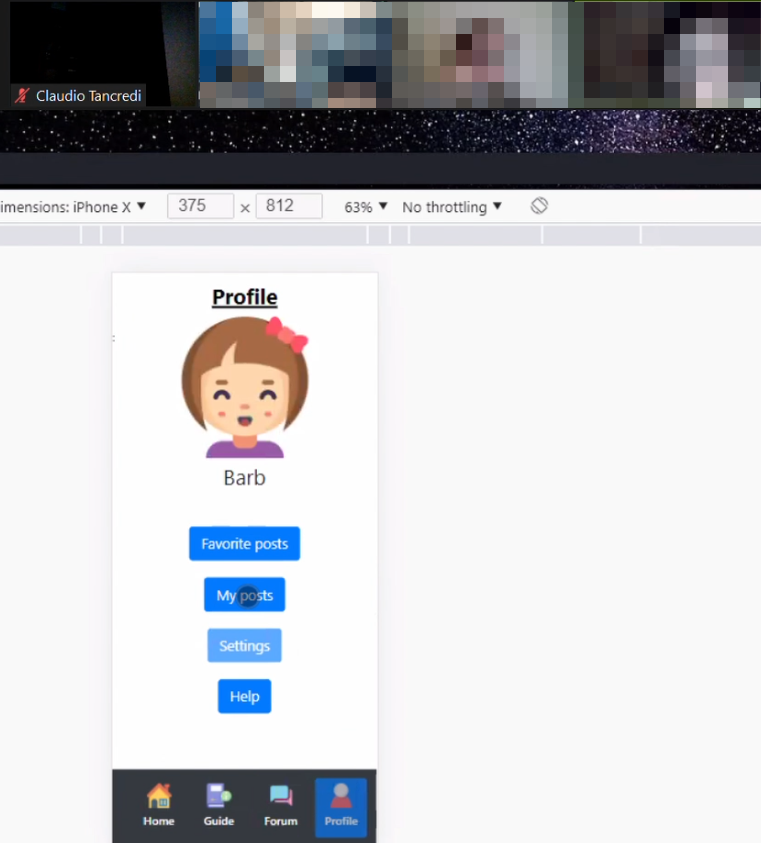 Claudio Tancredi
imensions: iPhone X ▼ 375 x 812 63% ▼ No throttling ▼
Profile
:
Barb
Favorite posts
My posts
Settings
Help
Home Guide Forum Profile